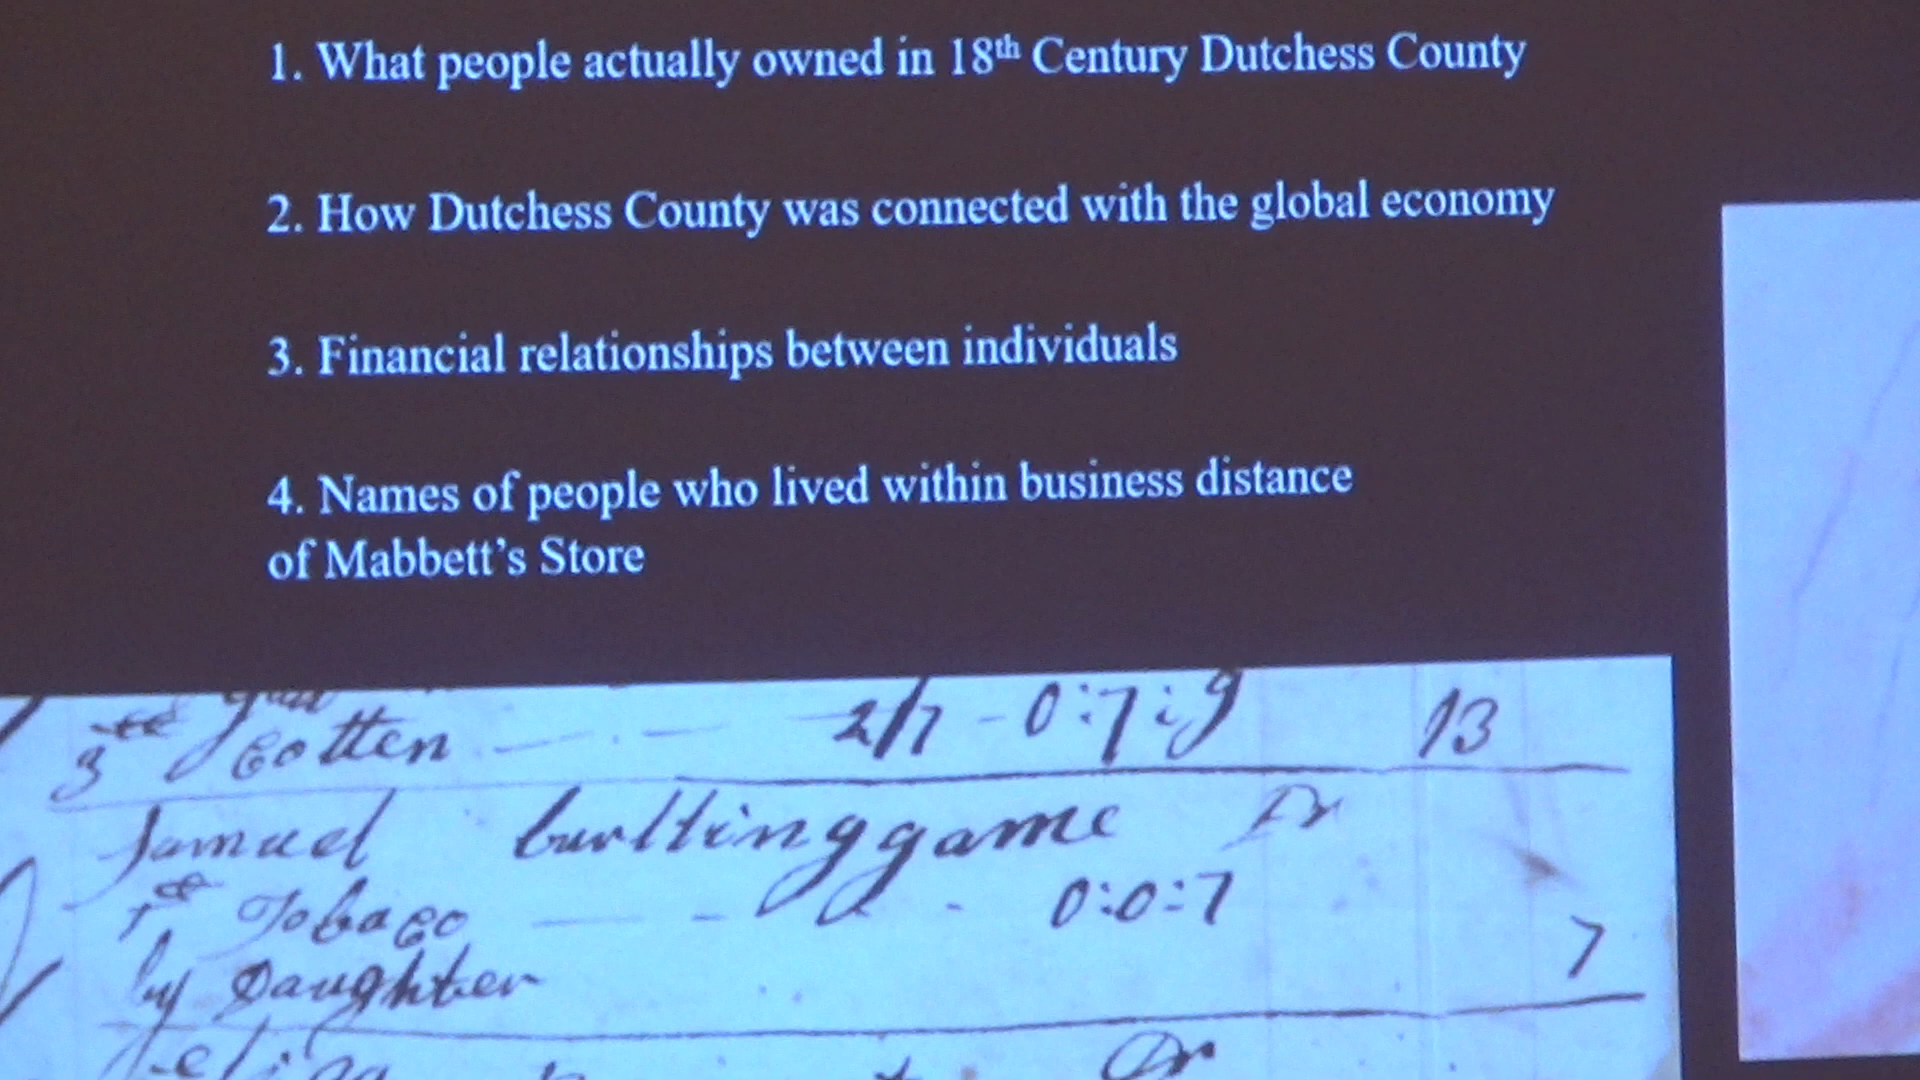 1. What people actually owned in 18th Century Dutchess County
2. How Dutchess County was connected with the global economy
3. Financial relationships between individuals
4. Names of people who lived within business distance
of Mabbett's Store
Cotten 2/7 - 0:7:9 13
Samuel burllinggame Dr
Tobaco 0:0:7
7
by Daughter
Dr